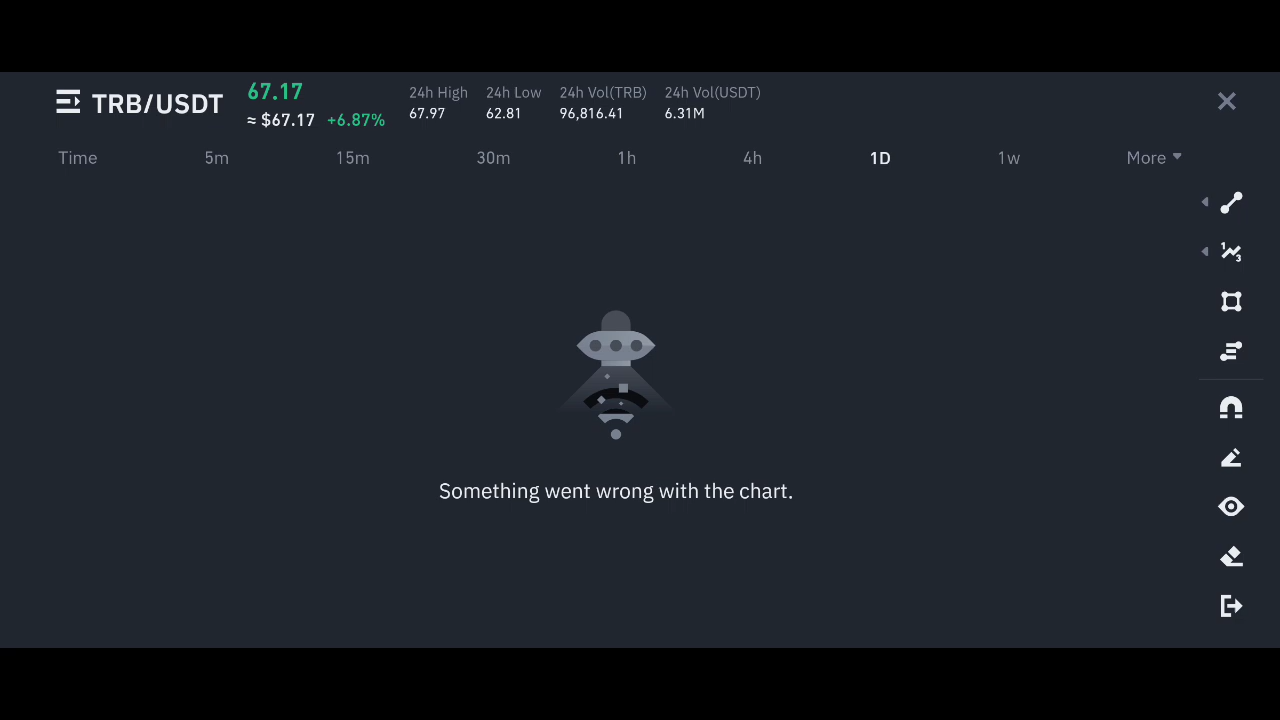 TRB/USDT
67.17
≈ $67.17 +6.87%
24h High 24h Low 24h Vol(TRB) 24h Vol(USDT)
67.97 62.81 96,816.41 6.31M
Time 5m 15m 30m 1h 4h 1D 1w More
1
3
Something went wrong with the chart.